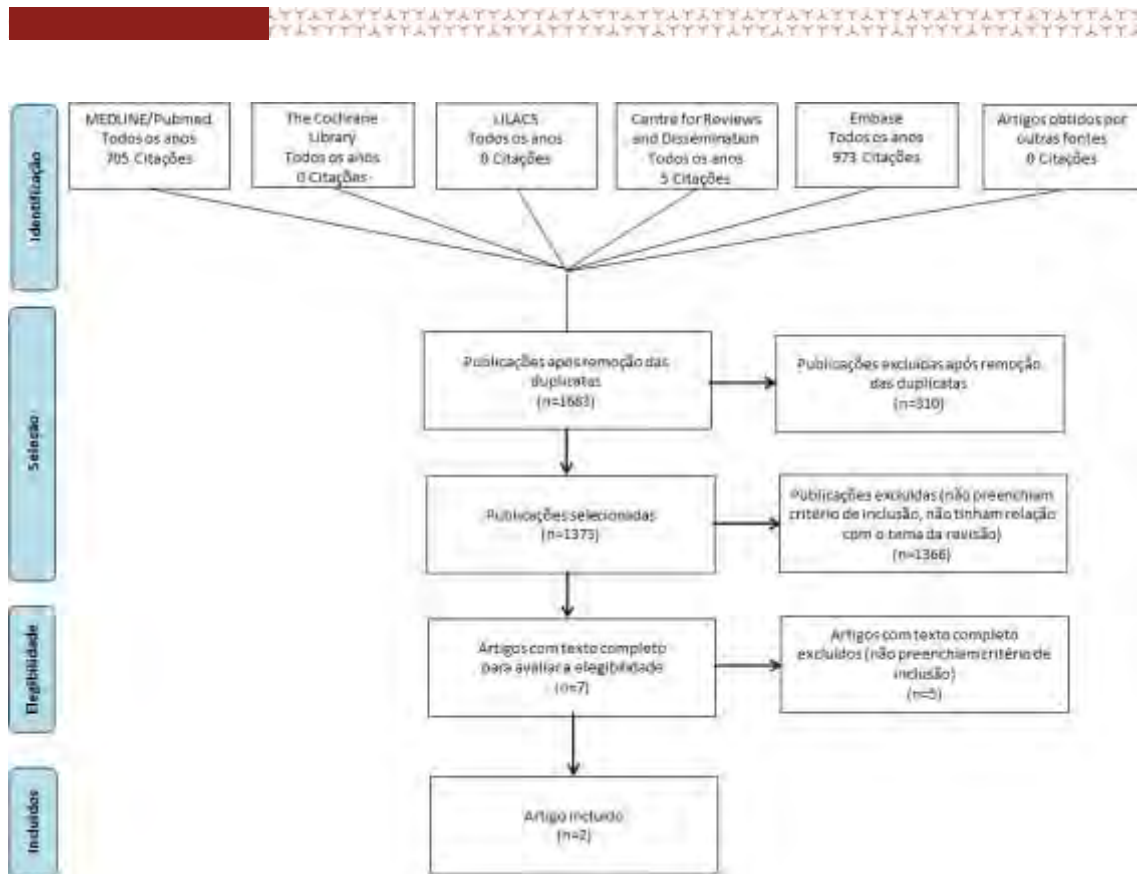 MEDLINE/Pubmed
Todos os anos
705 Citações
The Cochrane
Library
Todos os anos
0 Citações
LILACS
Todos os anos
0 Citações
Centre for Reviews
and Dissemination
Todos os anos
5 Citações
Embase
Todos os anos
973 Citações
Artigos obtidos por
outras fontes
0 Citações
Identificação
Publicações após remoção das
duplicatas
(n=1683)
Publicações excluidas após remoção
das duplicatas
(n=310)
Seleção
Publicações selecionadas
(n=1373)
Publicações excluidas (não preenchiam
critério de inclusão, não tinham relação
com o tema da revisão)
(n=1366)
Elegibilidade
Artigos com texto completo
para avaliar a elegibilidade
(n=7)
Artigos com texto completo
excluídos (não preenchiam critério de
inclusão)
(n=5)
Incluídos
Artigo incluido
(n=2)